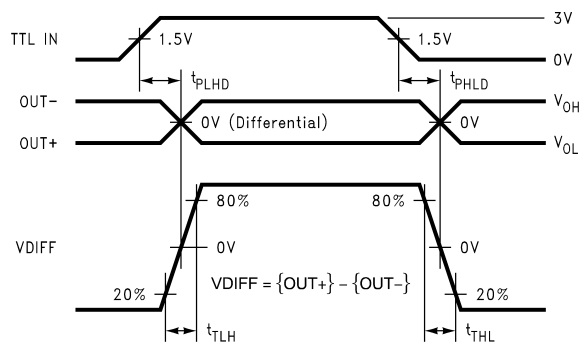 3V
TTL IN
1.5V
1.5V
0V
tPLHD
tPHLD
OUT-
VOH
0V (Differential)
0V
OUT+
VOL
80%
80%
VDIFF
0V
0V
VDIFF = {OUT+} – {OUT-}
20%
20%
tTLH
tTHL